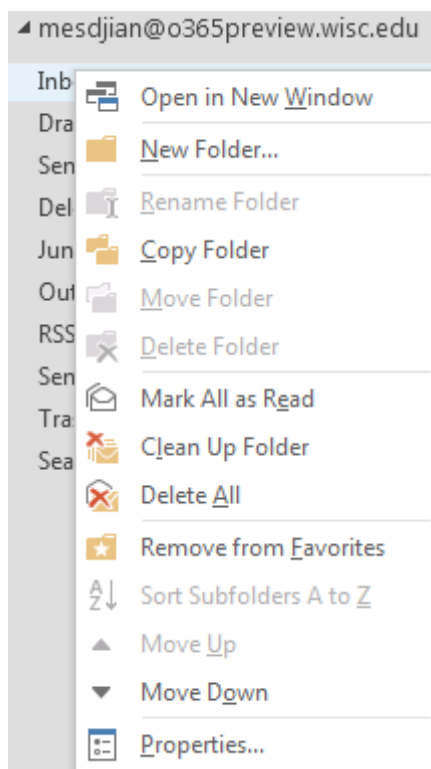 mesdjian@o365preview.wisc.edu
Inb
Open in New Window
Dra
New Folder...
Sen
Rename Folder
Del
Copy Folder
Jun
Move Folder
Out
Delete Folder
RSS
Mark All as Read
Sen
Clean Up Folder
Tra
Delete All
Sea
Remove from Favorites
Sort Subfolders A to Z
Move Up
Move Down
Properties...